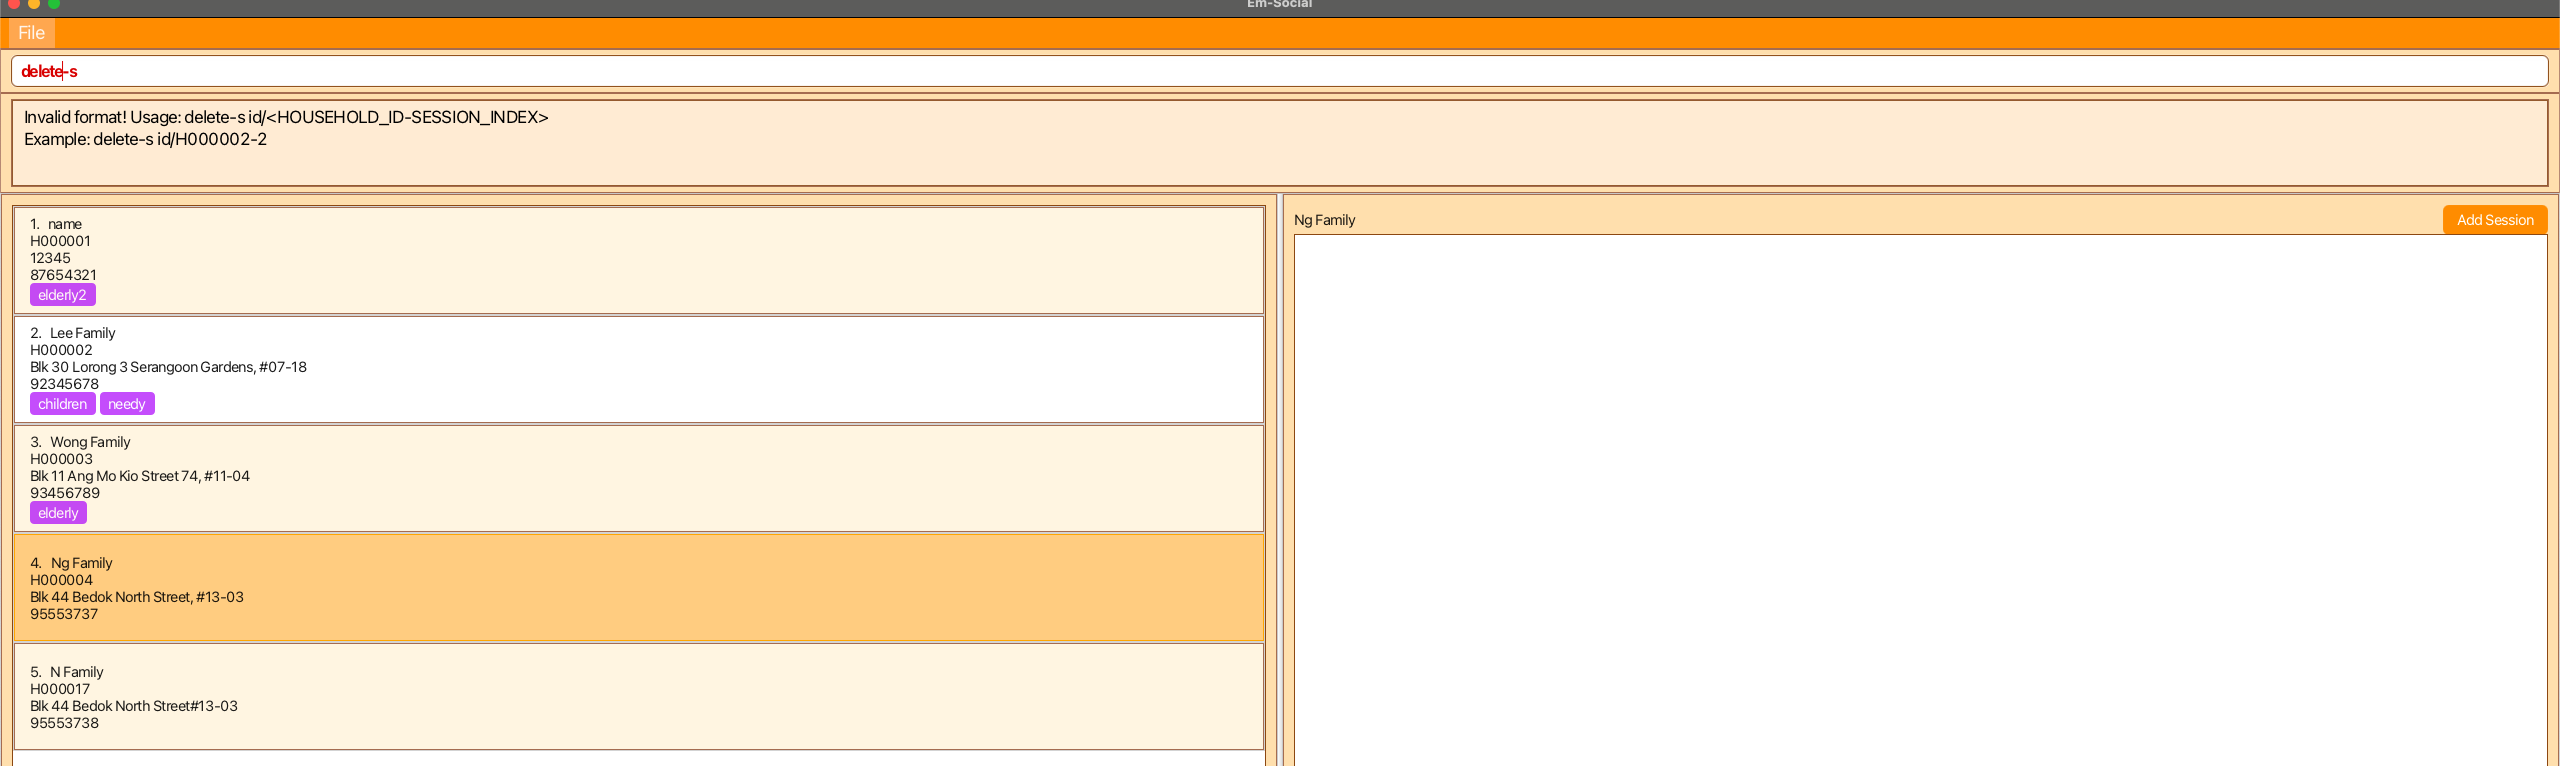 Em-Social
File
delete-s
Invalid format! Usage: delete-s id/<HOUSEHOLD_ID-SESSION_INDEX>
Example: delete-s id/H000002-2
1. name
H000001
12345
87654321
elderly2
2. Lee Family
H000002
Blk 30 Lorong 3 Serangoon Gardens, #07-18
92345678
children needy
3. Wong Family
H000003
Blk 11 Ang Mo Kio Street 74, #11-04
93456789
elderly
4. Ng Family
H000004
Blk 44 Bedok North Street, #13-03
95553737
5. N Family
H000017
Blk 44 Bedok North Street#13-03
95553738
Ng Family
Add Session